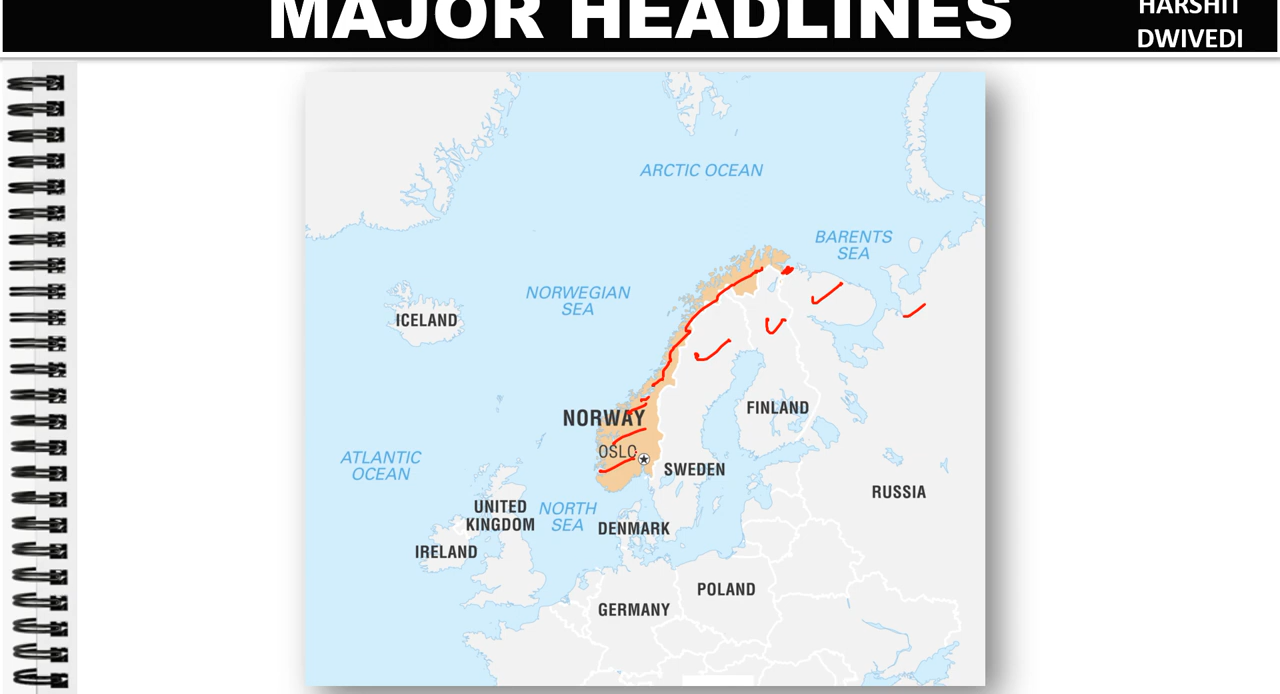 MAJOR HEADLINES
HARSHIT
DWIVEDI
ARCTIC OCEAN
BARENTS
SEA
NORWEGIAN
SEA
ICELAND
NORWAY
FINLAND
OSLO
ATLANTIC
OCEAN
SWEDEN
RUSSIA
UNITED
KINGDOM
NORTH
SEA
DENMARK
IRELAND
POLAND
GERMANY